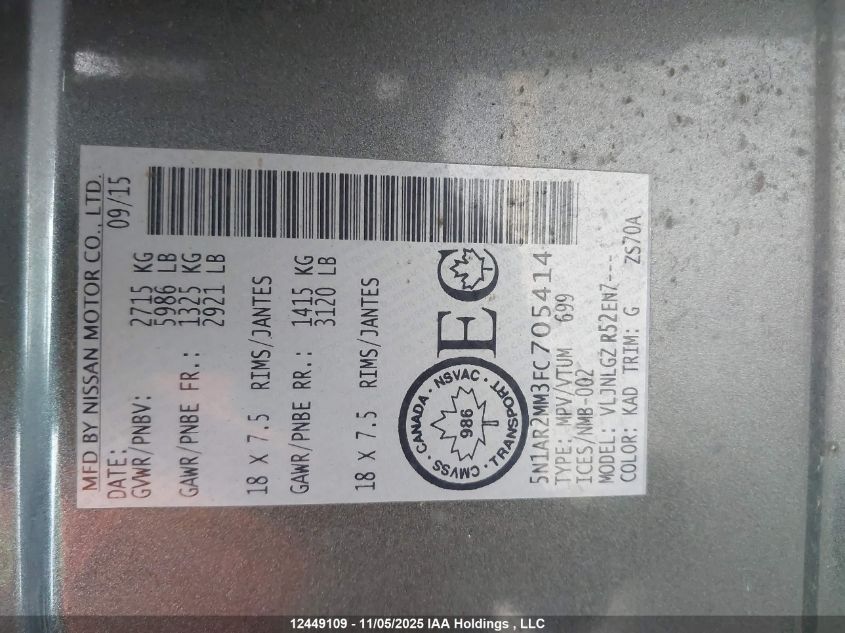 MFD BY NISSAN MOTOR CO., LTD.
DATE: 09/15
GVWR/PNBV: 2715 KG
5986 LB
GAWR/PNBE FR.: 1325 KG
2921 LB
18 X 7.5 RIMS/JANTES
GAWR/PNBE RR.: 1415 KG
3120 LB
18 X 7.5 RIMS/JANTES
CANADA · NSVAC · TRANSPORT · CMVSS ·
986
EC
5N1AR2MM3FC705414
TYPE: MPV/VTUM 699
ICES/NMB-002
MODEL: VLJNLGZ R52ENZ---
COLOR: KAD TRIM: G ZS70A
12449109 - 11/05/2025 IAA Holdings , LLC